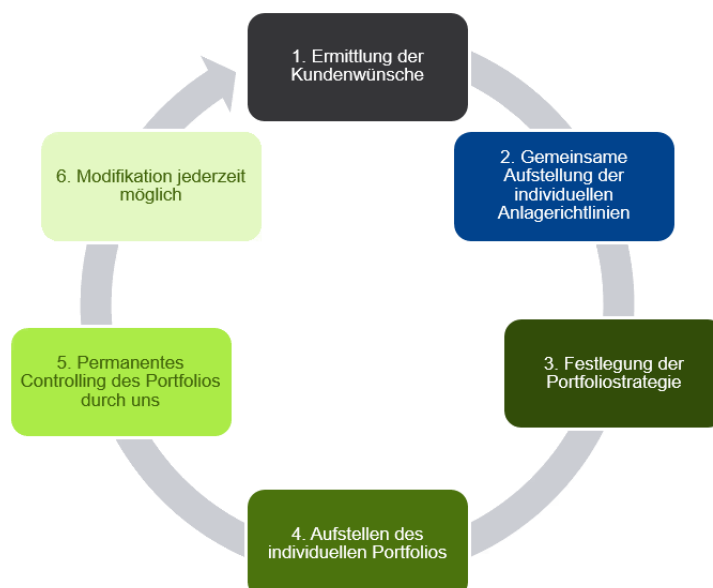 1. Ermittlung der
Kundenwünsche
2. Gemeinsame
Aufstellung der
individuellen
Anlagerichtlinien
3. Festlegung der
Portfoliostrategie
4. Aufstellen des
individuellen Portfolios
5. Permanentes
Controlling des Portfolios
durch uns
6. Modifikation jederzeit
möglich